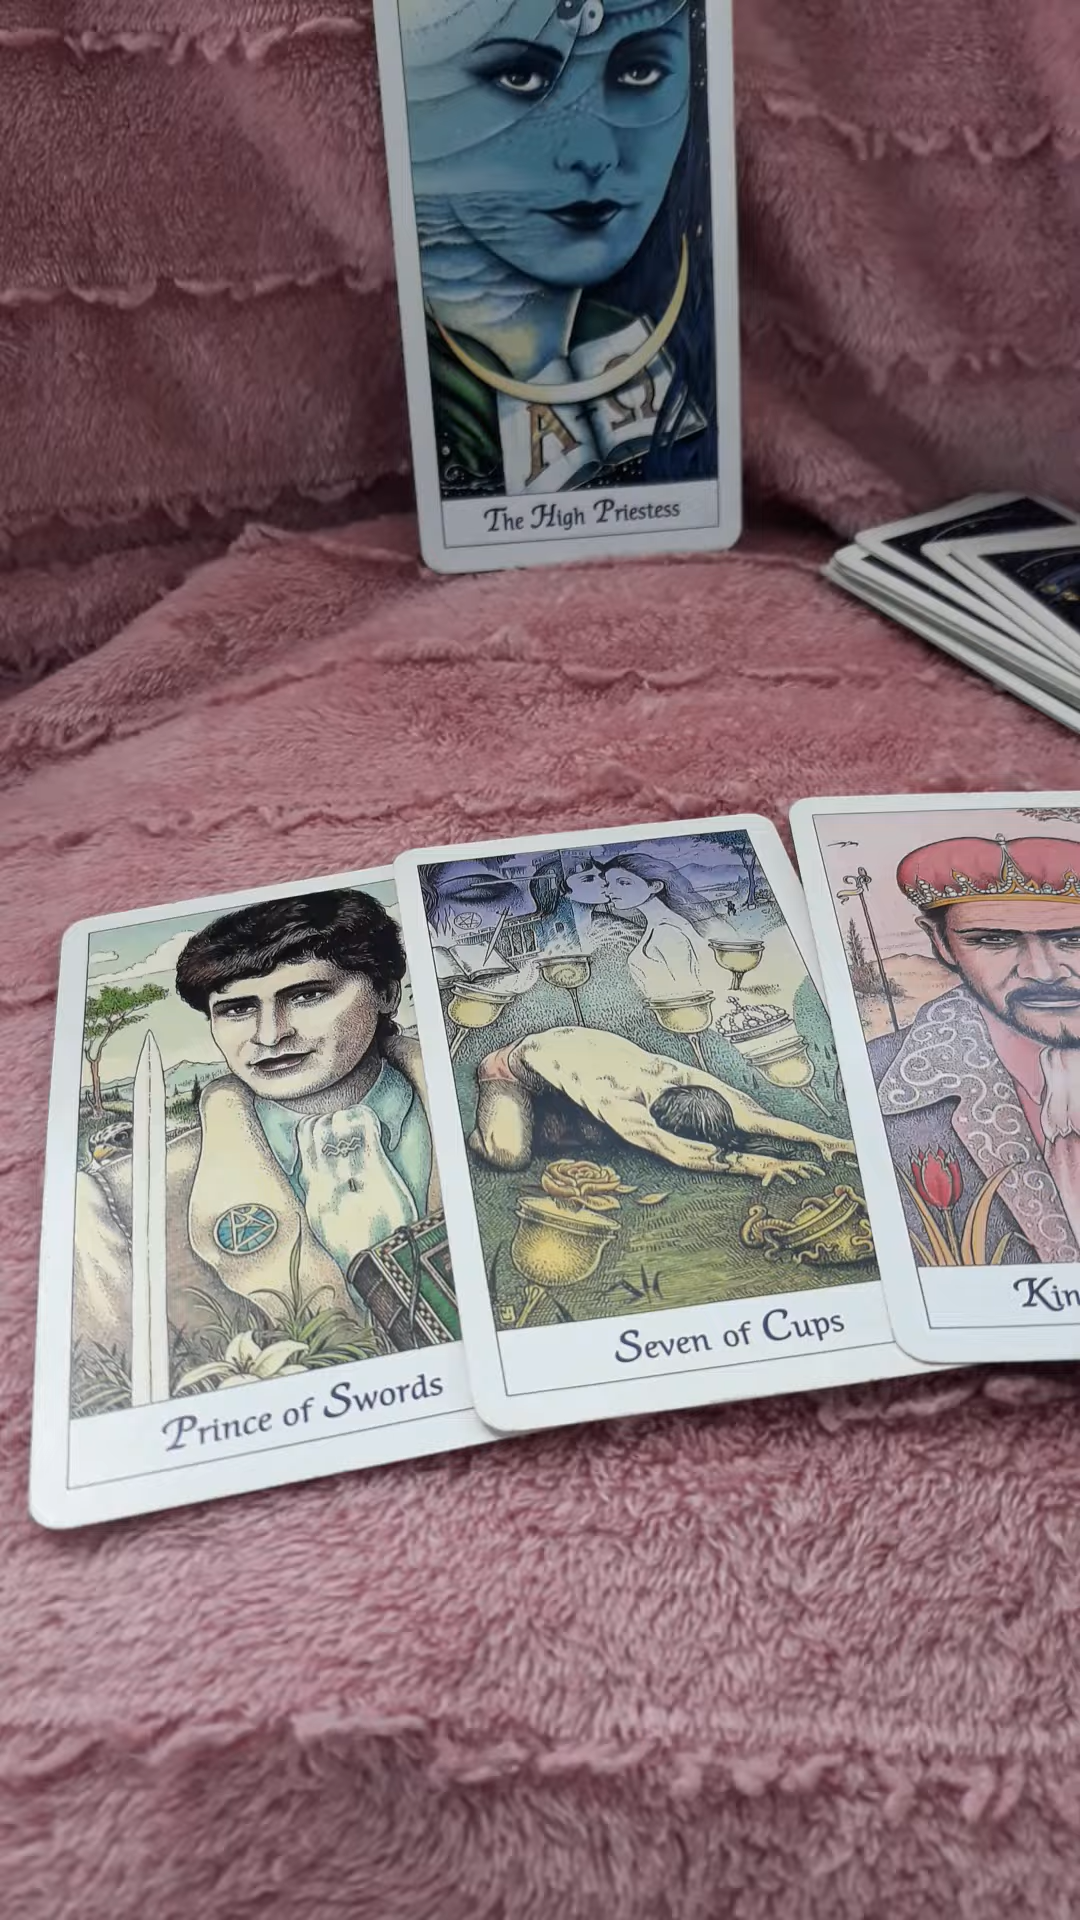 A Ω
The High Priestess
Prince of Swords
Seven of Cups
Kin